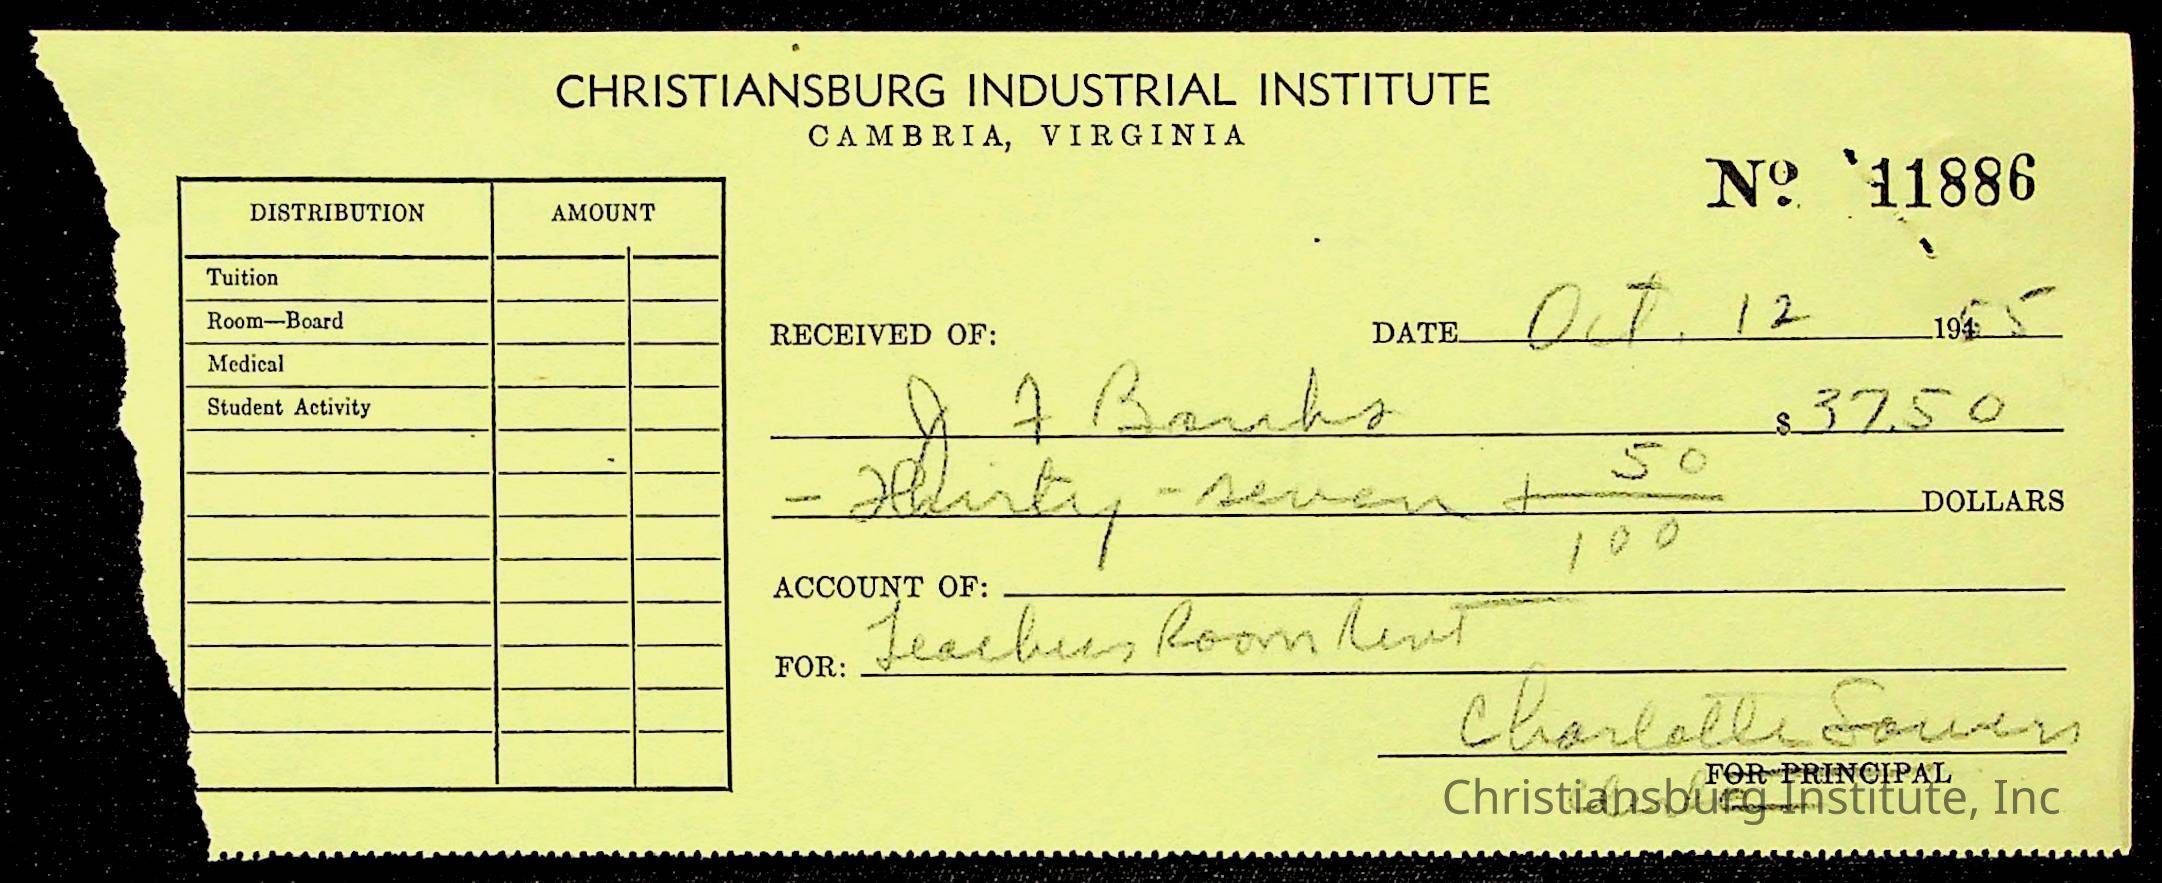 CHRISTIANSBURG INDUSTRIAL INSTITUTE
CAMBRIA, VIRGINIA
Nº 11886
DISTRIBUTION AMOUNT
Tuition
Room—Board
Medical
Student Activity
RECEIVED OF: DATE Oct. 12 1955
J F Banks $ 37.50
- Thirty-seven + 50/100 DOLLARS
ACCOUNT OF:
FOR: Teachers Room Rent
Charlotte Sowers
FOR PRINCIPAL
Christiansburg Institute, Inc